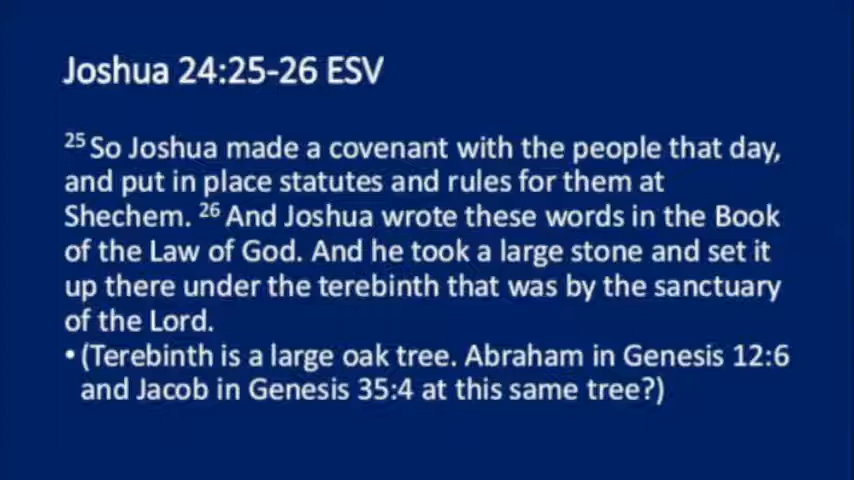 Joshua 24:25-26 ESV
25 So Joshua made a covenant with the people that day,
and put in place statutes and rules for them at
Shechem. 26 And Joshua wrote these words in the Book
of the Law of God. And he took a large stone and set it
up there under the terebinth that was by the sanctuary
of the Lord.
• (Terebinth is a large oak tree. Abraham in Genesis 12:6
and Jacob in Genesis 35:4 at this same tree?)